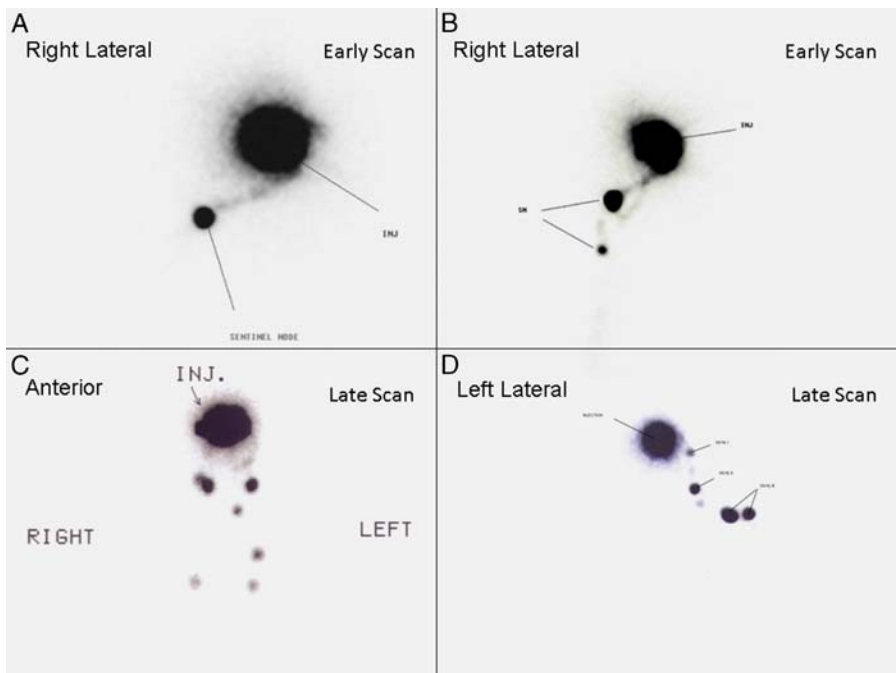 A
Right Lateral
Early Scan
INJ
SENTINEL NODE
B
Right Lateral
Early Scan
INJ
SN
C
Anterior
INJ.
Late Scan
RIGHT
LEFT
D
Left Lateral
Late Scan